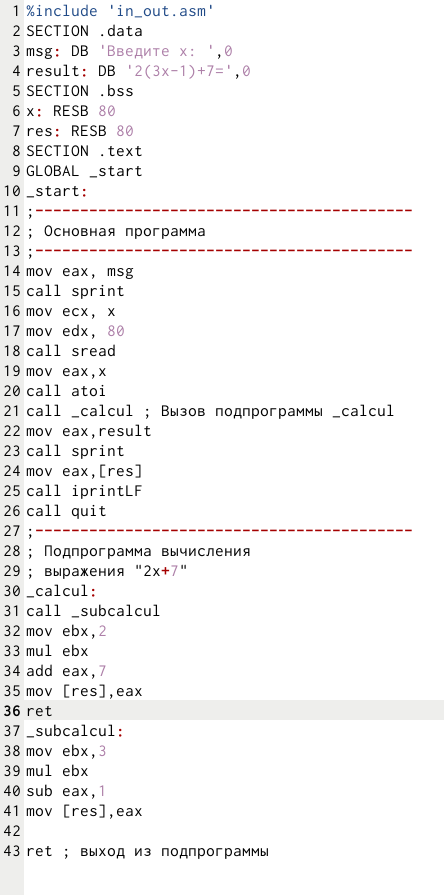 1 %include 'in_out.asm'
2 SECTION .data
3 msg: DB 'Введите x: ',0
4 result: DB '2(3x-1)+7=',0
5 SECTION .bss
6 x: RESB 80
7 res: RESB 80
8 SECTION .text
9 GLOBAL _start
10 _start:
11 ;------------------------------------------
12 ; Основная программа
13 ;------------------------------------------
14 mov eax, msg
15 call sprint
16 mov ecx, x
17 mov edx, 80
18 call sread
19 mov eax,x
20 call atoi
21 call _calcul ; Вызов подпрограммы _calcul
22 mov eax,result
23 call sprint
24 mov eax,[res]
25 call iprintLF
26 call quit
27 ;------------------------------------------
28 ; Подпрограмма вычисления
29 ; выражения "2x+7"
30 _calcul:
31 call _subcalcul
32 mov ebx,2
33 mul ebx
34 add eax,7
35 mov [res],eax
36 ret
37 _subcalcul:
38 mov ebx,3
39 mul ebx
40 sub eax,1
41 mov [res],eax
42
43 ret ; выход из подпрограммы